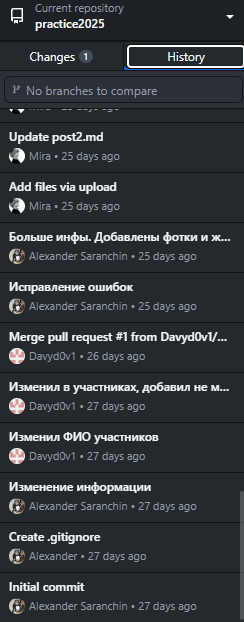 Current repository
practice2025
Changes 1
History
No branches to compare
Mira • 25 days ago
Update post2.md
Mira • 25 days ago
Add files via upload
Mira • 25 days ago
Больше инфы. Добавлены фотки и ж...
Alexander Saranchin • 25 days ago
Исправление ошибок
Alexander Saranchin • 25 days ago
Merge pull request #1 from Davyd0v1/...
Davyd0v1 • 26 days ago
Изменил в участниках, добавил не м...
Davyd0v1 • 27 days ago
Изменил ФИО участников
Davyd0v1 • 27 days ago
Изменение информации
Alexander Saranchin • 27 days ago
Create .gitignore
Alexander • 27 days ago
Initial commit
Alexander Saranchin • 27 days ago